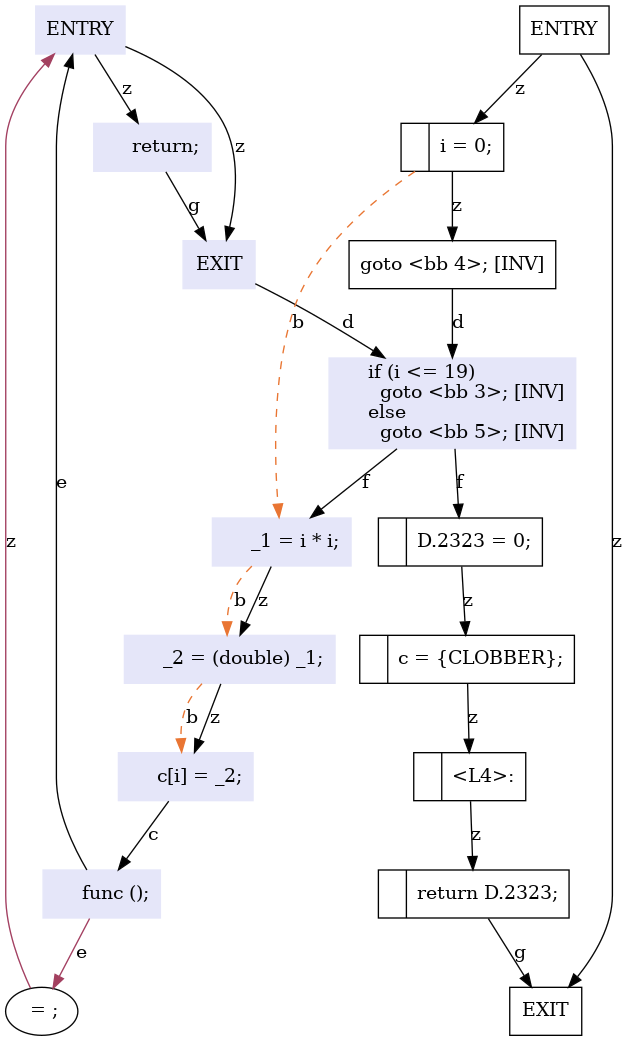 ENTRY
ENTRY
z
z
return;
i = 0;
z
g
z
EXIT
goto <bb 4>; [INV]
b
d
d
if (i <= 19)
goto <bb 3>; [INV]
else
goto <bb 5>; [INV]
e
f
f
z
_1 = i * i;
D.2323 = 0;
z
b
z
z
_2 = (double) _1;
c = {CLOBBER};
b
z
z
c[i] = _2;
<L4>:
c
z
func ();
return D.2323;
e
g
= ;
EXIT